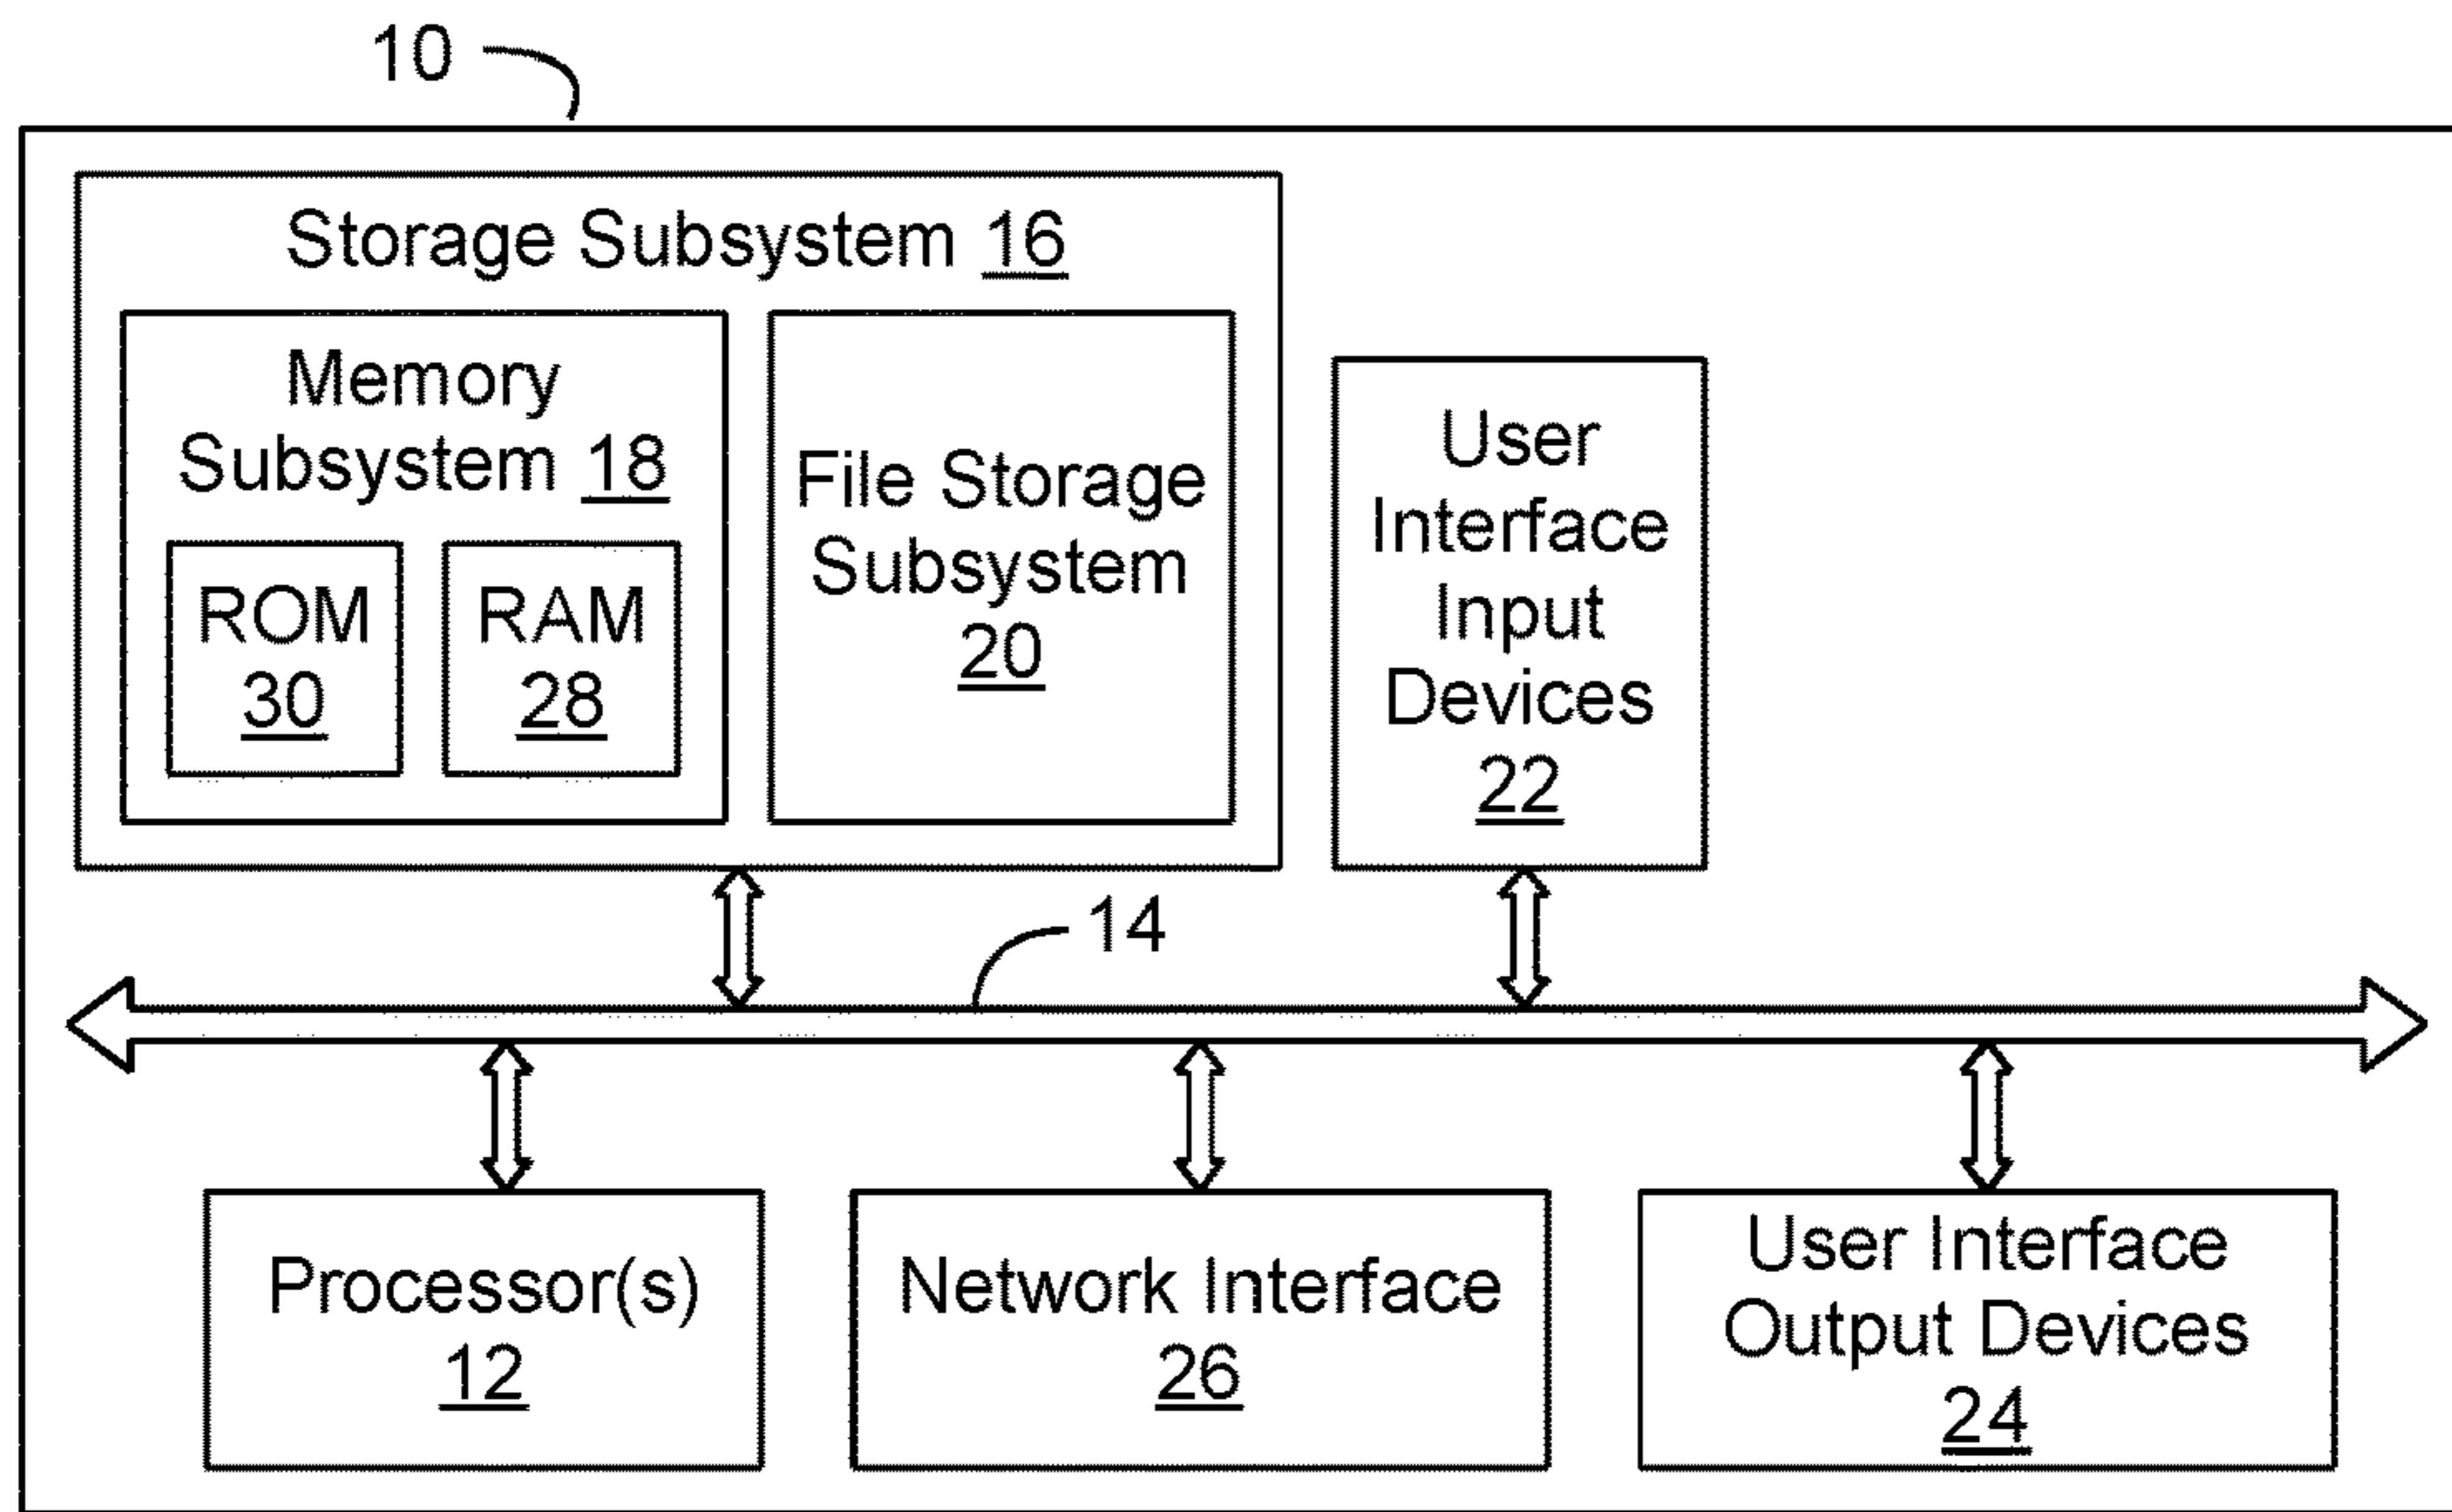 10
Storage Subsystem 16
Memory
Subsystem 18
ROM
30
RAM
28
File Storage
Subsystem
20
User
Interface
Input
Devices
22
14
Processor(s)
12
Network Interface
26
User Interface
Output Devices
24